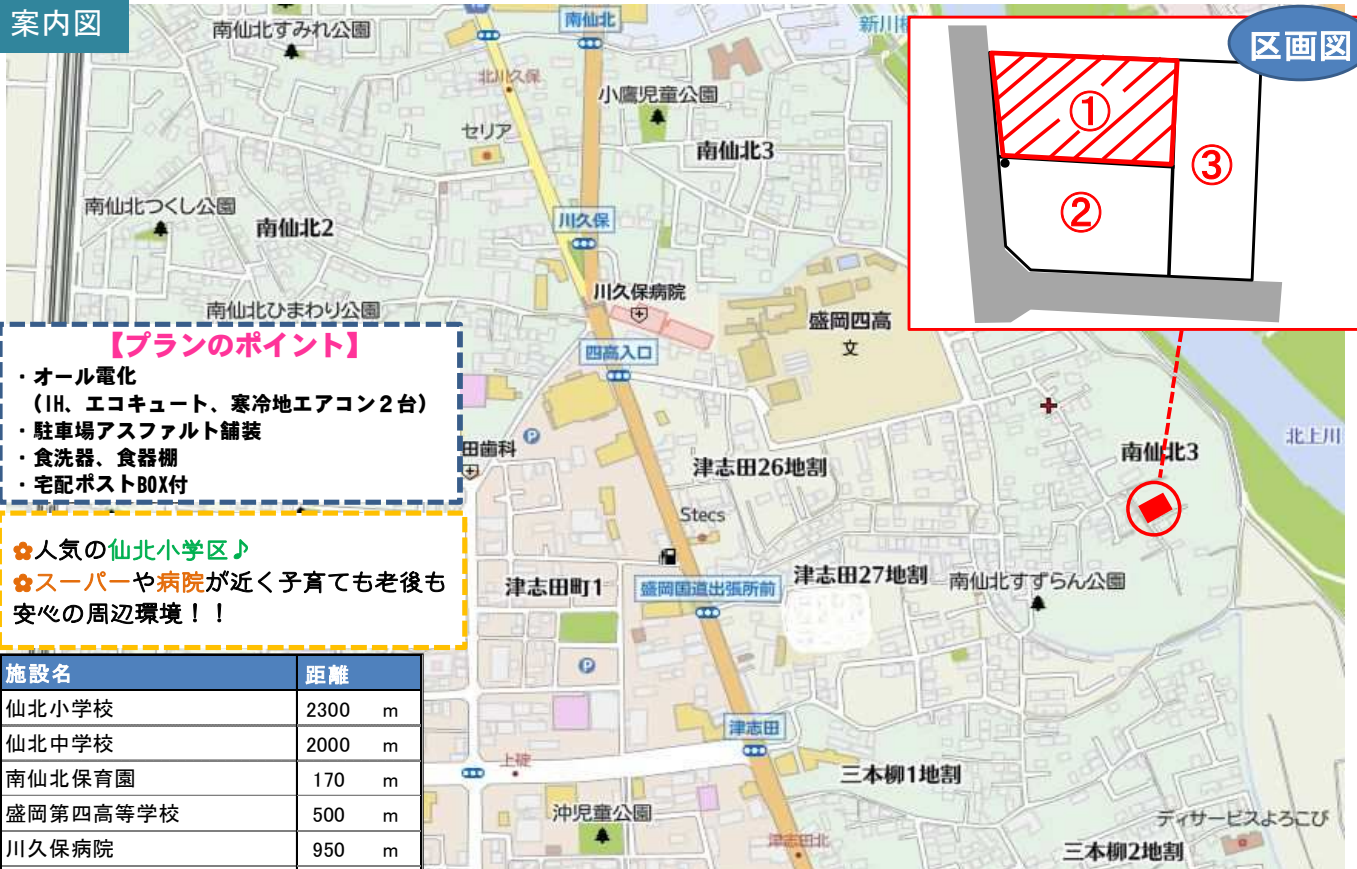 案内図
南仙北すみれ公園
南仙北
区画図
北川久保
小鷹児童公園
セリア
南仙北3
①
③
②
南仙北つくし公園
南仙北2
川久保
南仙北ひまわり公園
川久保病院
盛岡四高
文
四高入口
【プランのポイント】
・オール電化
(IH、エコキュート、寒冷地エアコン2台)
・駐車場アスファルト舗装
・食洗器、食器棚
・宅配ポストBOX付
田歯科
P
津志田26地割
南仙北3
北上川
Stecs
✿人気の仙北小学区♪
✿スーパーや病院が近く子育ても老後も
安心の周辺環境!!
津志田町1
盛岡国道出張所前
津志田27地割
南仙北すずらん公園
P
施設名 距離
仙北小学校 2300 m
仙北中学校 2000 m
南仙北保育園 170 m
盛岡第四高等学校 500 m
川久保病院 950 m
津志田
上碇
三本柳1地割
沖児童公園
津志田北
デイサービスよろこび
三本柳2地割